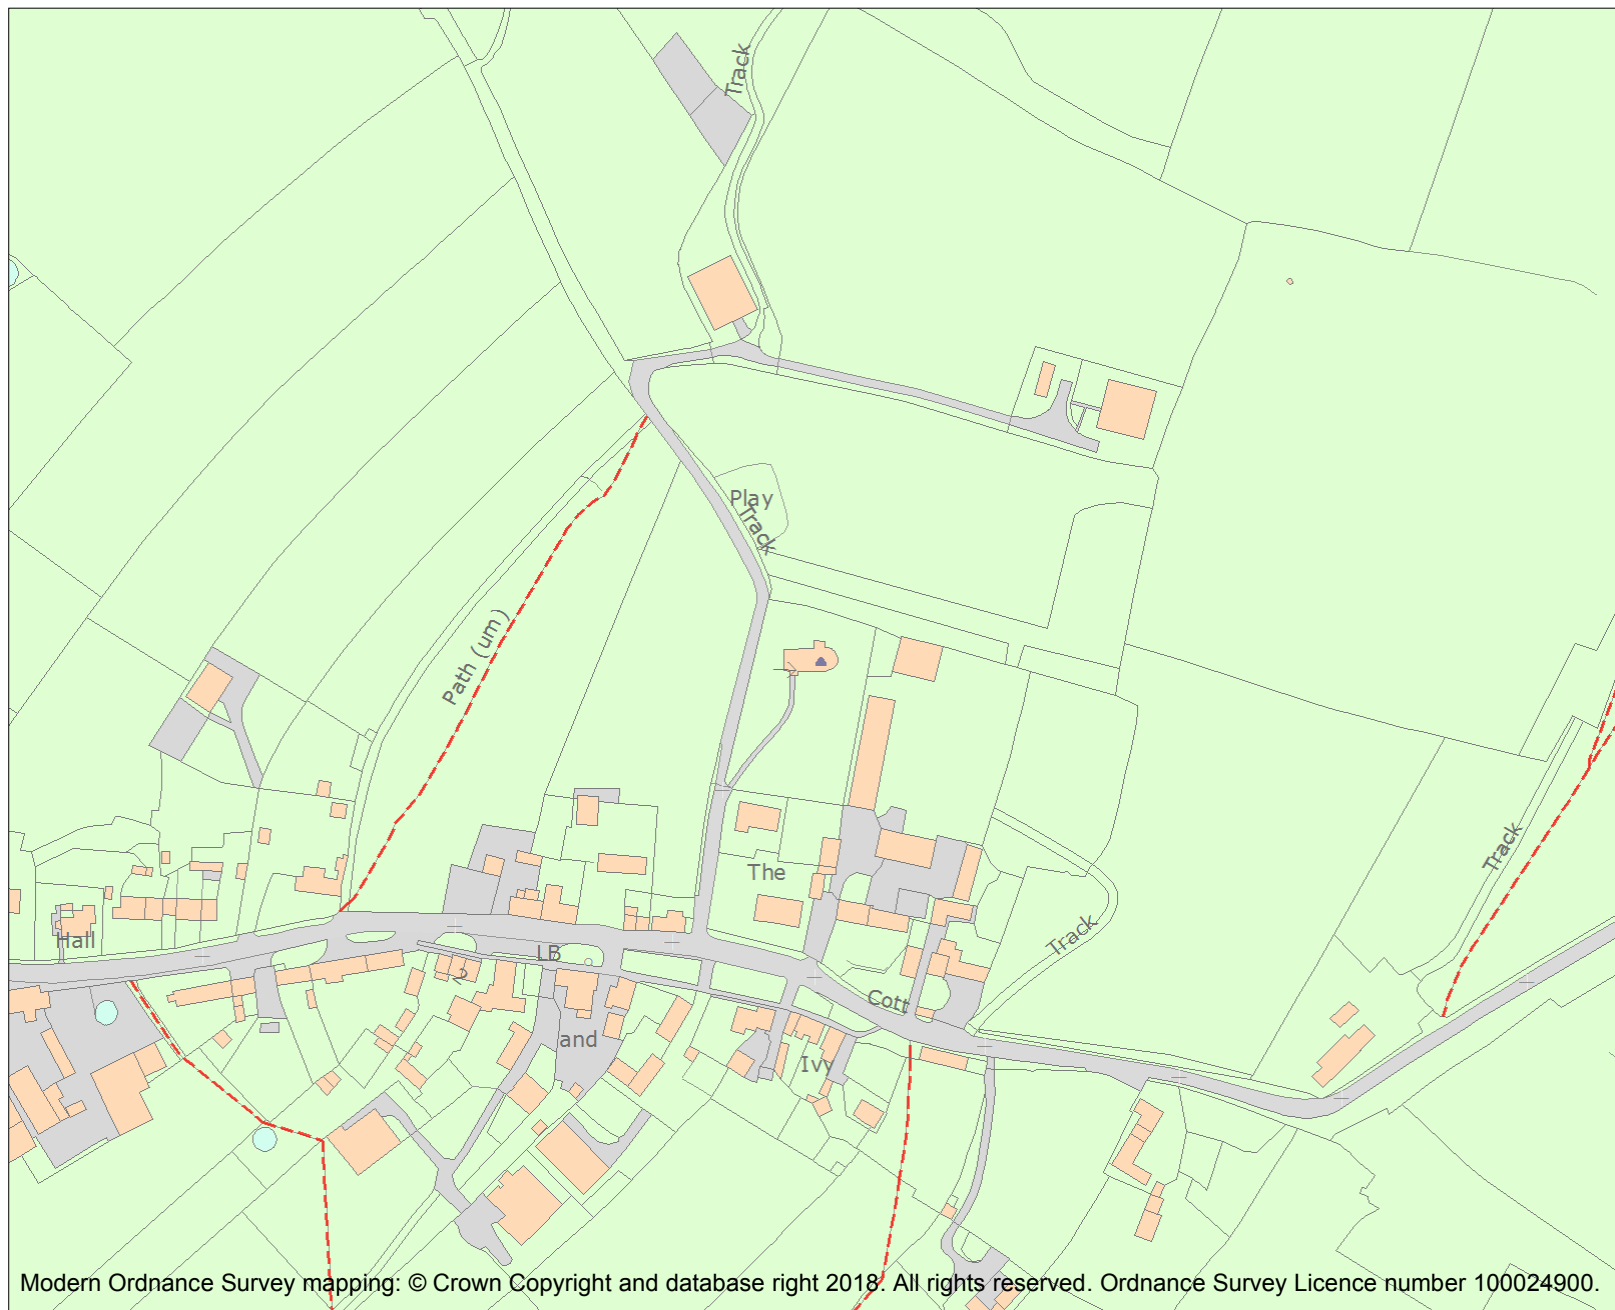 Track
Play
Track
Path (um)
The
Track
Hall
Track
LB
Cott
and
Ivy
Modern Ordnance Survey mapping: © Crown Copyright and database right 2018. All rights reserved. Ordnance Survey Licence number 100024900.